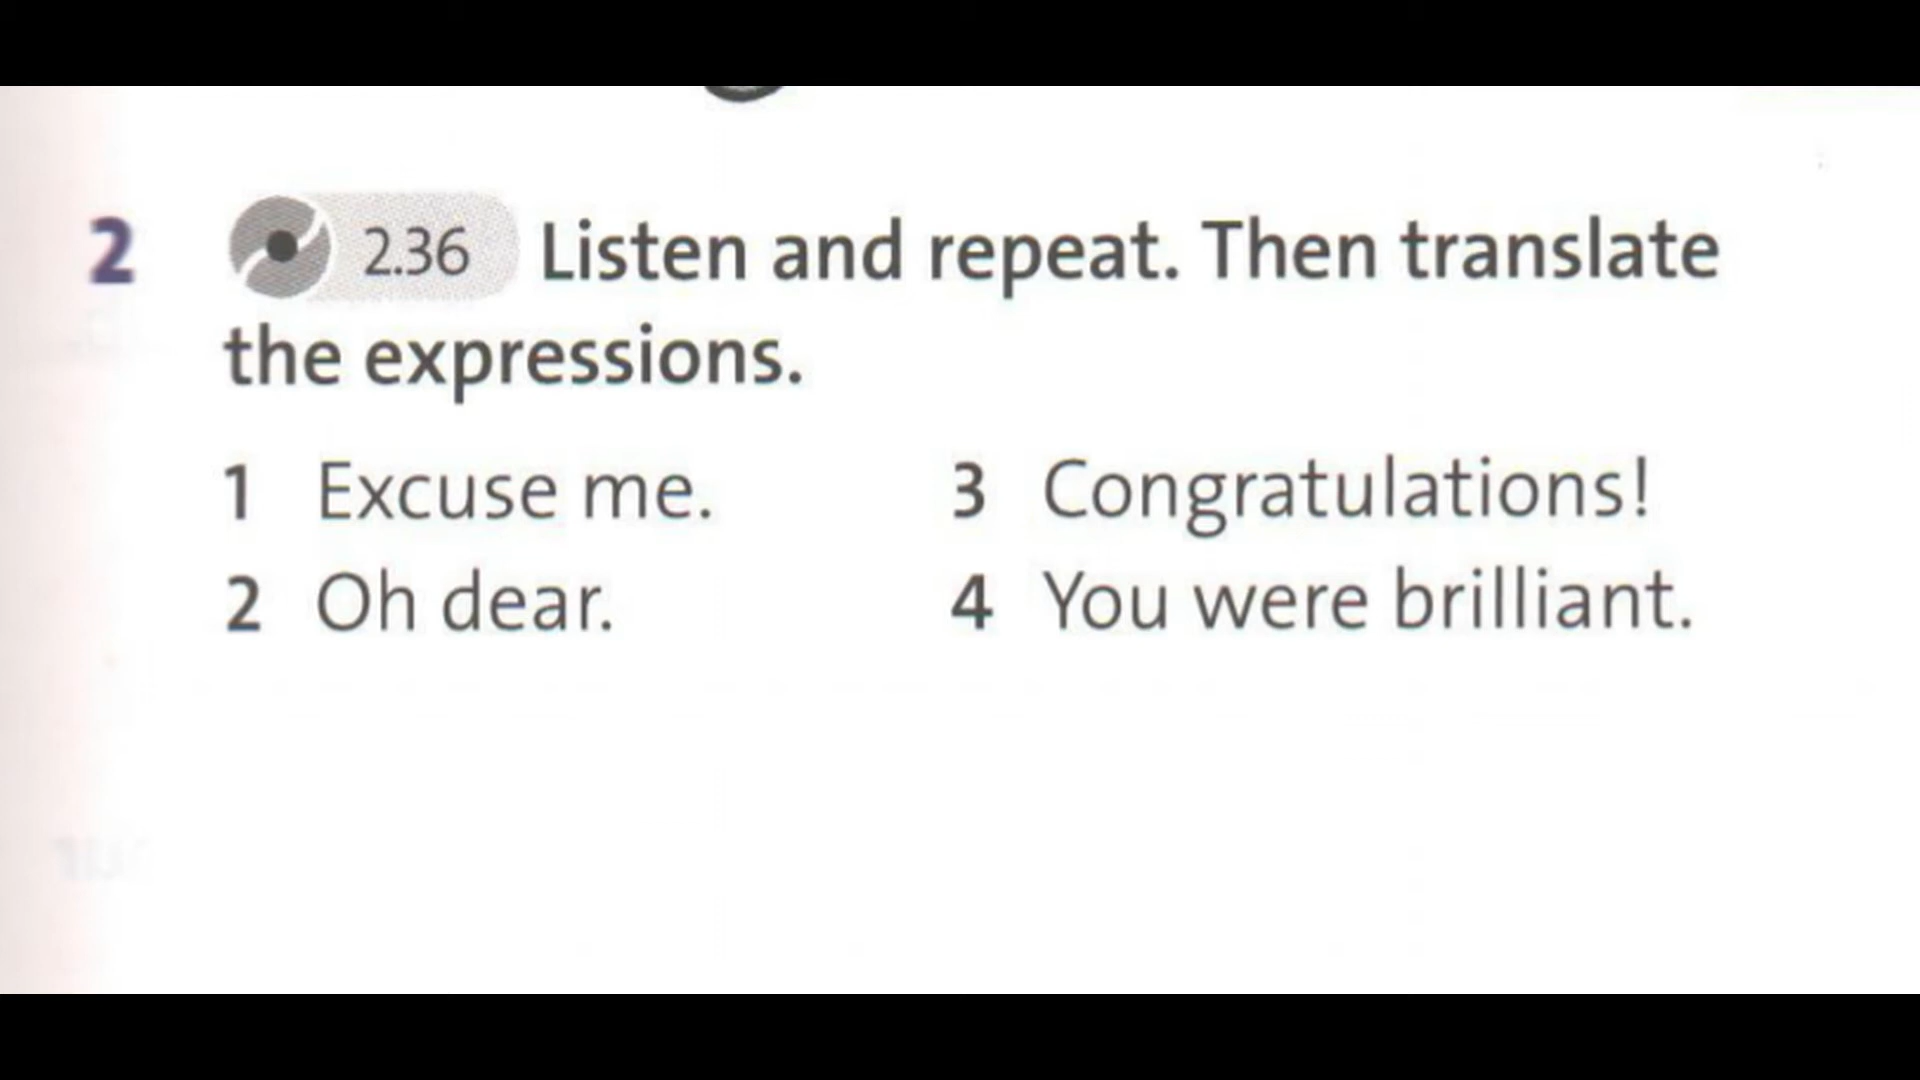 2 2.36 Listen and repeat. Then translate
the expressions.
1 Excuse me. 3 Congratulations!
2 Oh dear. 4 You were brilliant.